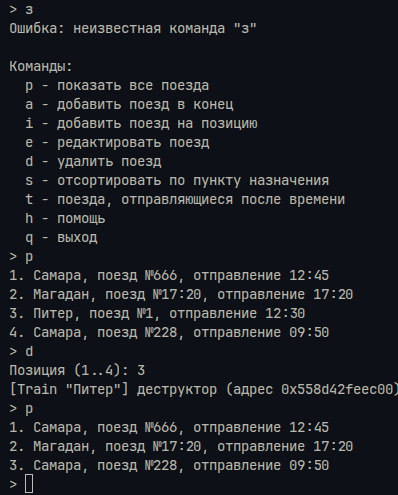 > з
Ошибка: неизвестная команда "з"
Команды:
p - показать все поезда
a - добавить поезд в конец
i - добавить поезд на позицию
e - редактировать поезд
d - удалить поезд
s - отсортировать по пункту назначения
t - поезда, отправляющиеся после времени
h - помощь
q - выход
> p
1. Самара, поезд №666, отправление 12:45
2. Магадан, поезд №17:20, отправление 17:20
3. Питер, поезд №1, отправление 12:30
4. Самара, поезд №228, отправление 09:50
> d
Позиция (1..4): 3
[Train "Питер"] деструктор (адрес 0x558d42feec00)
> p
1. Самара, поезд №666, отправление 12:45
2. Магадан, поезд №17:20, отправление 17:20
3. Самара, поезд №228, отправление 09:50
>